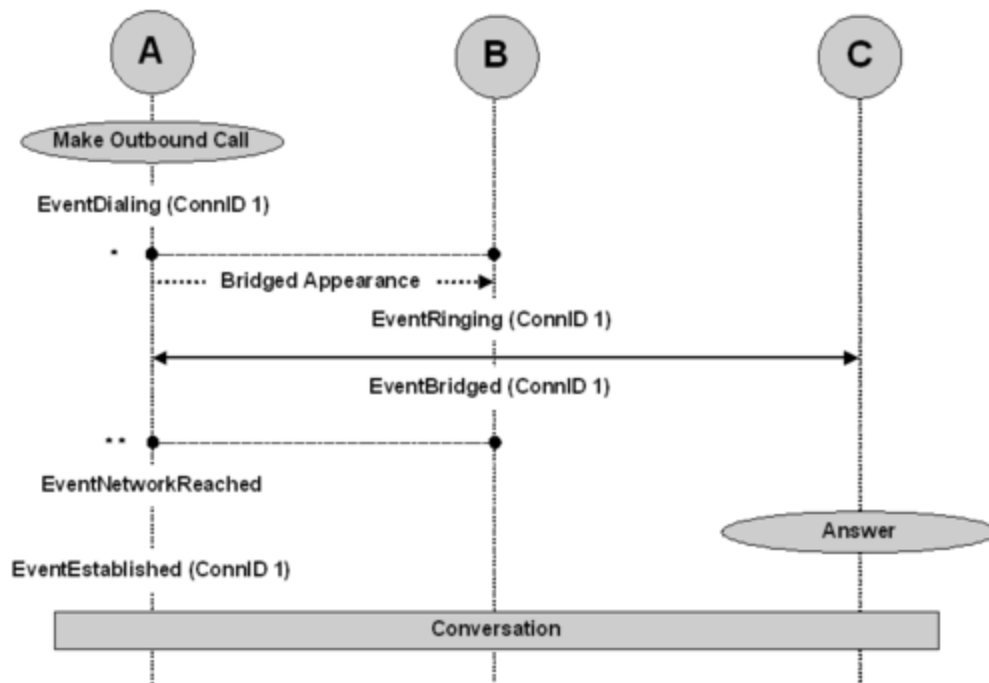 A
B
C
Make Outbound Call
EventDialing (ConnID 1)
*
Bridged Appearance
EventRinging (ConnID 1)
EventBridged (ConnID 1)
**
EventNetworkReached
Answer
EventEstablished (ConnID 1)
Conversation